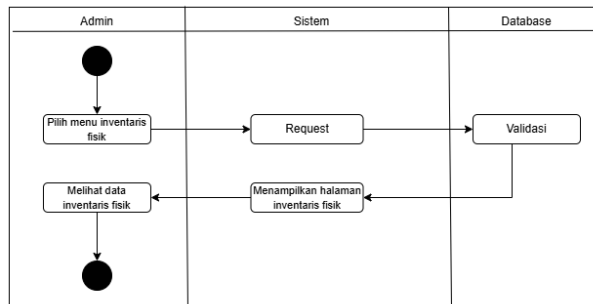 Admin
Sistem
Database
Pilih menu inventaris
fisik
Request
Validasi
Melihat data
inventaris fisik
Menampilkan halaman
inventaris fisik